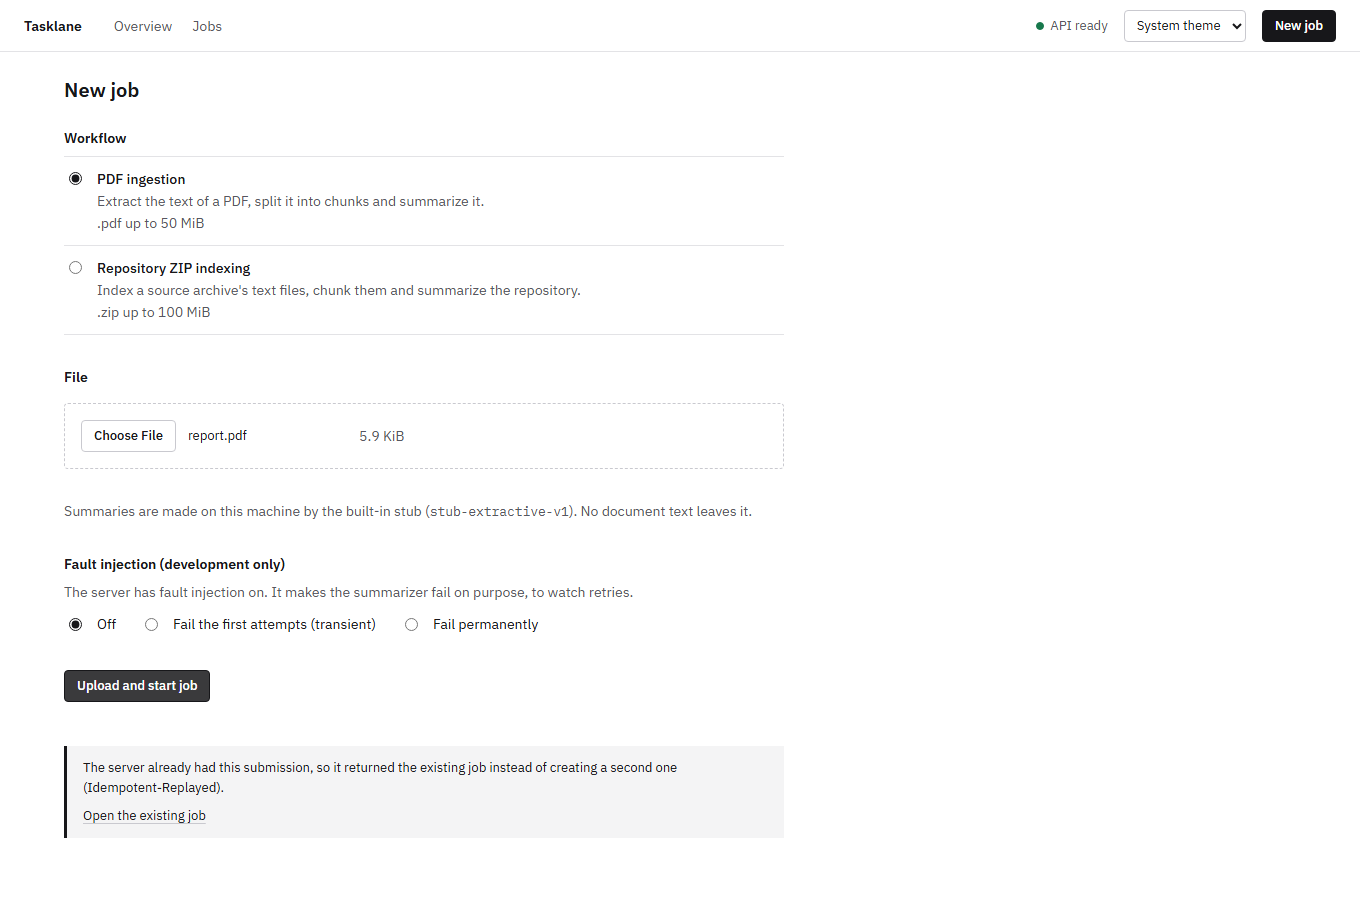 Tasklane Overview Jobs API ready System theme New job
New job
Workflow
PDF ingestion
Extract the text of a PDF, split it into chunks and summarize it.
.pdf up to 50 MiB
Repository ZIP indexing
Index a source archive's text files, chunk them and summarize the repository.
.zip up to 100 MiB
File
Choose File report.pdf 5.9 KiB
Summaries are made on this machine by the built-in stub (stub-extractive-v1). No document text leaves it.
Fault injection (development only)
The server has fault injection on. It makes the summarizer fail on purpose, to watch retries.
Off Fail the first attempts (transient) Fail permanently
Upload and start job
The server already had this submission, so it returned the existing job instead of creating a second one
(Idempotent-Replayed).
Open the existing job